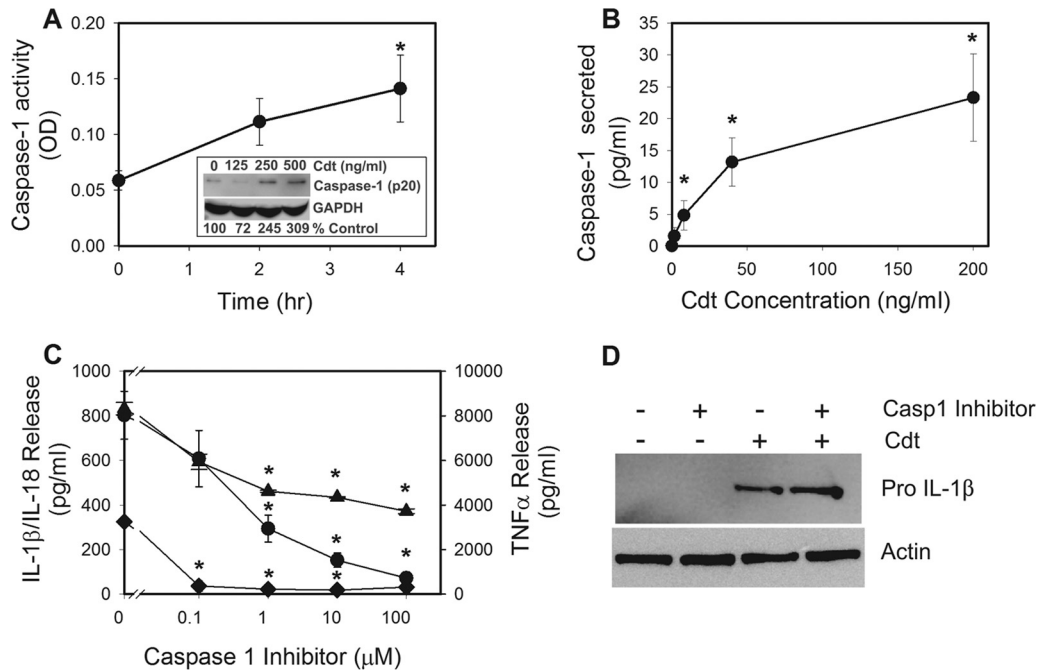 A
Caspase-1 activity
(OD)
0.20
0.15
0.10
0.05
0.00
*
0 125 250 500 Cdt (ng/ml)
Caspase-1 (p20)
GAPDH
100 72 245 309 % Control
0 1 2 3 4
Time (hr)
B
Caspase-1 secreted
(pg/ml)
35
30
25
20
15
10
5
0
* * *
0 50 100 150 200
Cdt Concentration (ng/ml)
C
IL-1β/IL-18 Release
(pg/ml)
1000
800
600
400
200
0
* * *
* * *
* * *
10000
8000
6000
4000
2000
0
TNFα Release
(pg/ml)
0 0.1 1 10 100
Caspase 1 Inhibitor (μM)
D
- + - + Casp1 Inhibitor
- - + + Cdt
Pro IL-1β
Actin